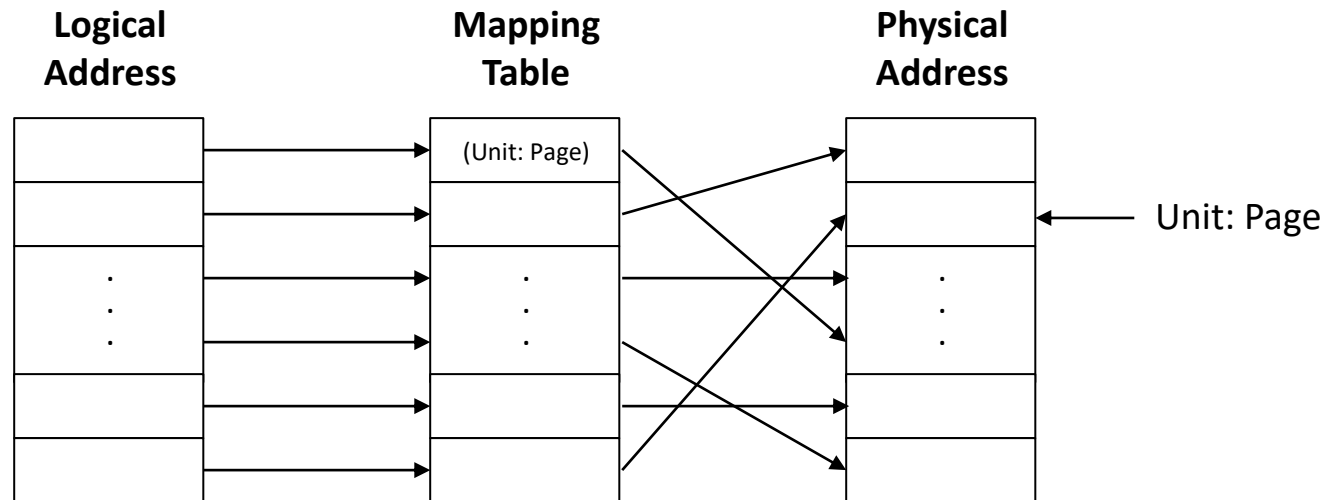 Logical
Address
Mapping
Table
Physical
Address
(Unit: Page)
Unit: Page
.
.
.
.
.
.
.
.
.